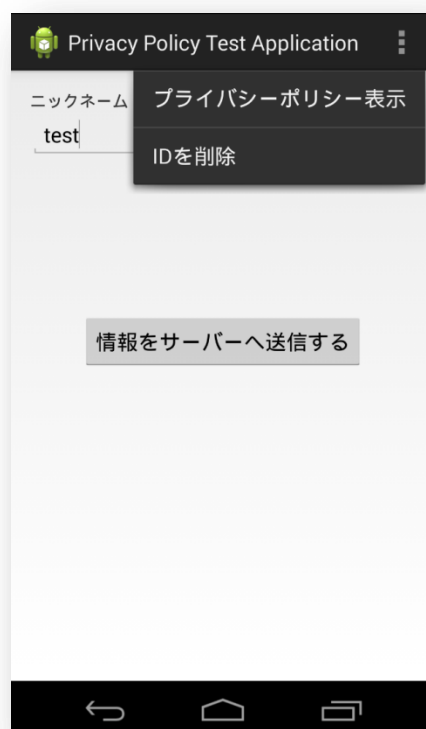 Privacy Policy Test Application
ニックネーム
プライバシーポリシー表示
test
IDを削除
情報をサーバーへ送信する